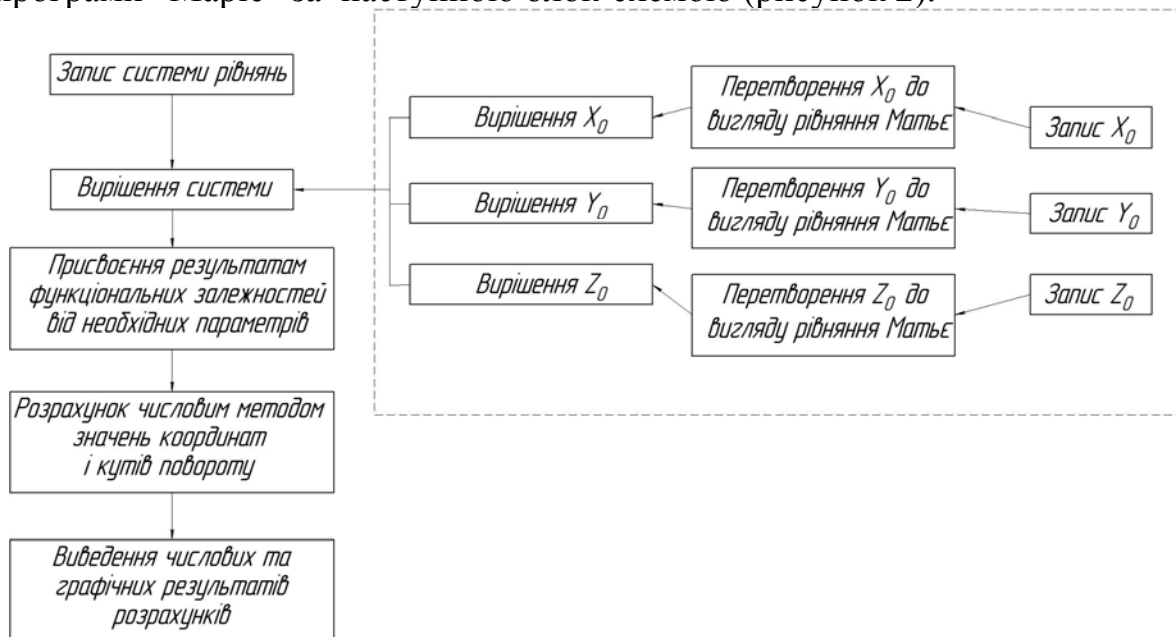 програми "Maple" за наступною блок-схемою (рисунок 2).
Запис системи рівнянь
Вирішення системи
Присвоєння результатам
функціональних залежностей
від необхідних параметрів
Розрахунок числовим методом
значень координат
і кутів повороту
Виведення числових та
графічних результатів
розрахунків
Вирішення X₀
Перетворення X₀ до
вигляду рівняння Матьє
Запис X₀
Вирішення Y₀
Перетворення Y₀ до
вигляду рівняння Матьє
Запис Y₀
Вирішення Z₀
Перетворення Z₀ до
вигляду рівняння Матьє
Запис Z₀